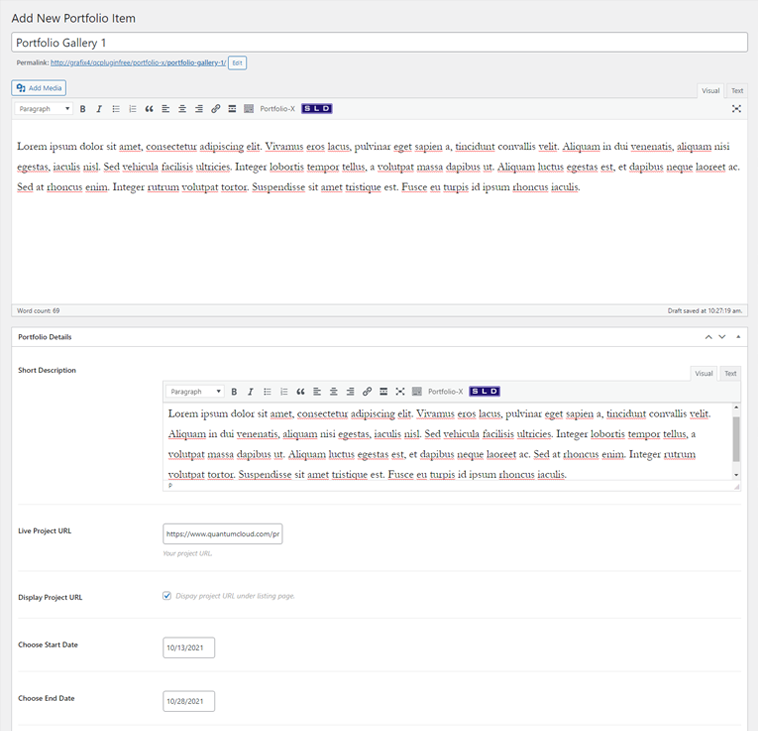 Add New Portfolio Item
Portfolio Gallery 1
Permalink: http://grafix4/qcpluginfree/portfolio-x/portfolio-gallery-1/ Edit
Add Media
Visual Text
Paragraph B I Portfolio-X SLD
Lorem ipsum dolor sit amet, consectetur adipiscing elit. Vivamus eros lacus, pulvinar eget sapien a, tincidunt convallis velit. Aliquam in dui venenatis, aliquam nisi
egestas, iaculis nisl. Sed vehicula facilisis ultricies. Integer lobortis tempor tellus, a volutpat massa dapibus ut. Aliquam luctus egestas est, et dapibus neque laoreet ac.
Sed at rhoncus enim. Integer rutrum volutpat tortor. Suspendisse sit amet tristique est. Fusce eu turpis id ipsum rhoncus iaculis.
Word count: 69 Draft saved at 10:27:19 am.
Portfolio Details
Short Description
Visual Text
Paragraph B I Portfolio-X SLD
Lorem ipsum dolor sit amet, consectetur adipiscing elit. Vivamus eros lacus, pulvinar eget sapien a, tincidunt convallis velit.
Aliquam in dui venenatis, aliquam nisi egestas, iaculis nisl. Sed vehicula facilisis ultricies. Integer lobortis tempor tellus, a
volutpat massa dapibus ut. Aliquam luctus egestas est, et dapibus neque laoreet ac. Sed at rhoncus enim. Integer rutrum
volutpat tortor. Suspendisse sit amet tristique est. Fusce eu turpis id ipsum rhoncus iaculis.
P
Live Project URL https://www.quantumcloud.com/pr
Your project URL.
Display Project URL Dispay project URL under listing page.
Choose Start Date 10/13/2021
Choose End Date 10/28/2021